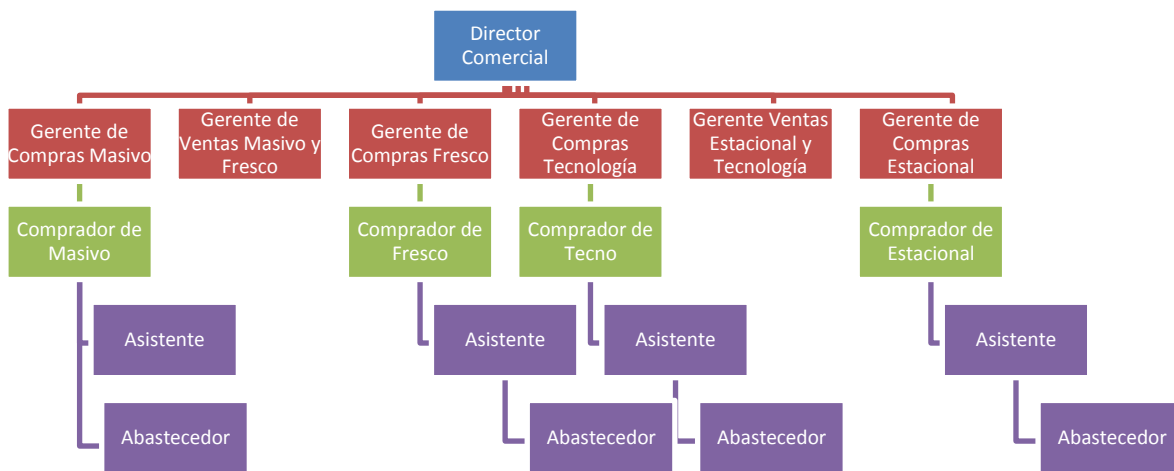 Director
Comercial
Gerente de
Compras Masivo
Gerente de
Ventas Masivo y
Fresco
Gerente de
Compras Fresco
Gerente de
Compras
Tecnología
Gerente Ventas
Estacional y
Tecnología
Gerente de
Compras
Estacional
Comprador de
Masivo
Comprador de
Fresco
Comprador de
Tecno
Comprador de
Estacional
Asistente
Asistente
Asistente
Asistente
Abastecedor
Abastecedor
Abastecedor
Abastecedor